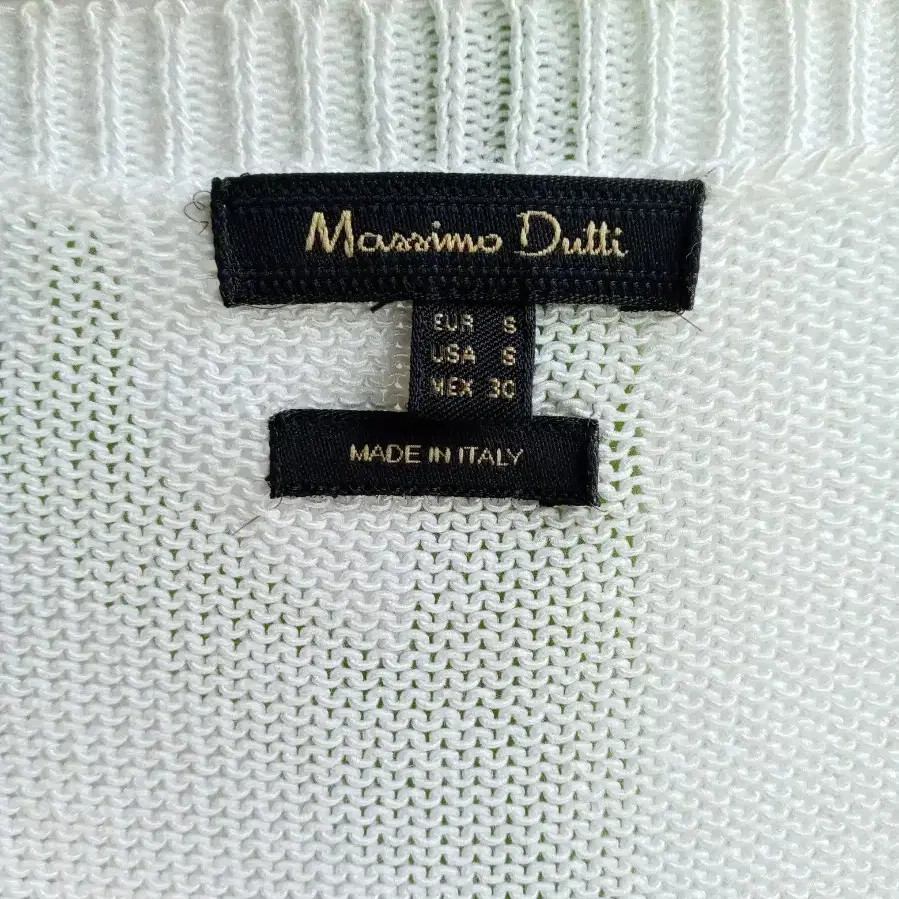 Massimo Dutti
EUR S
USA S
MEX 30
MADE IN ITALY